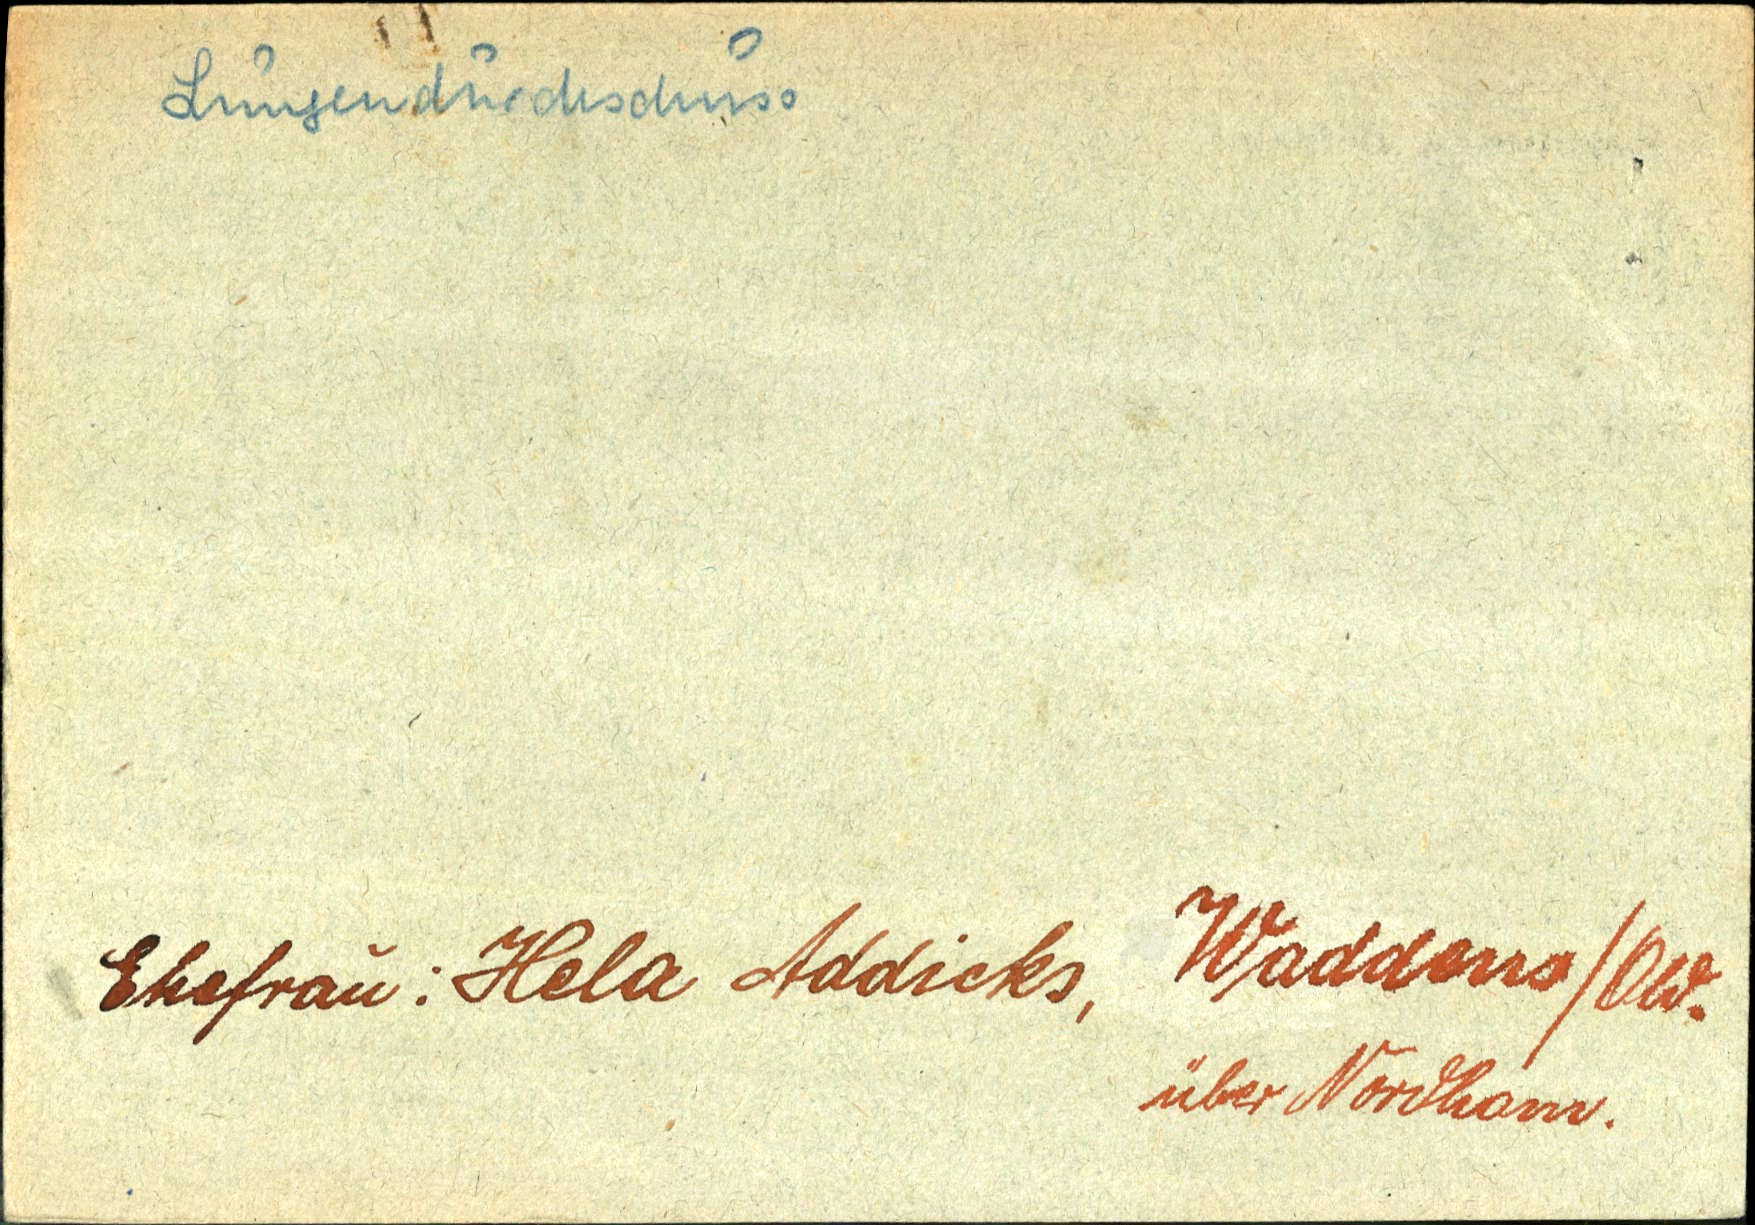 Lungendurchschuss
Ehefrau: Hela Addicks, Waddens/Old.
über Nordham.